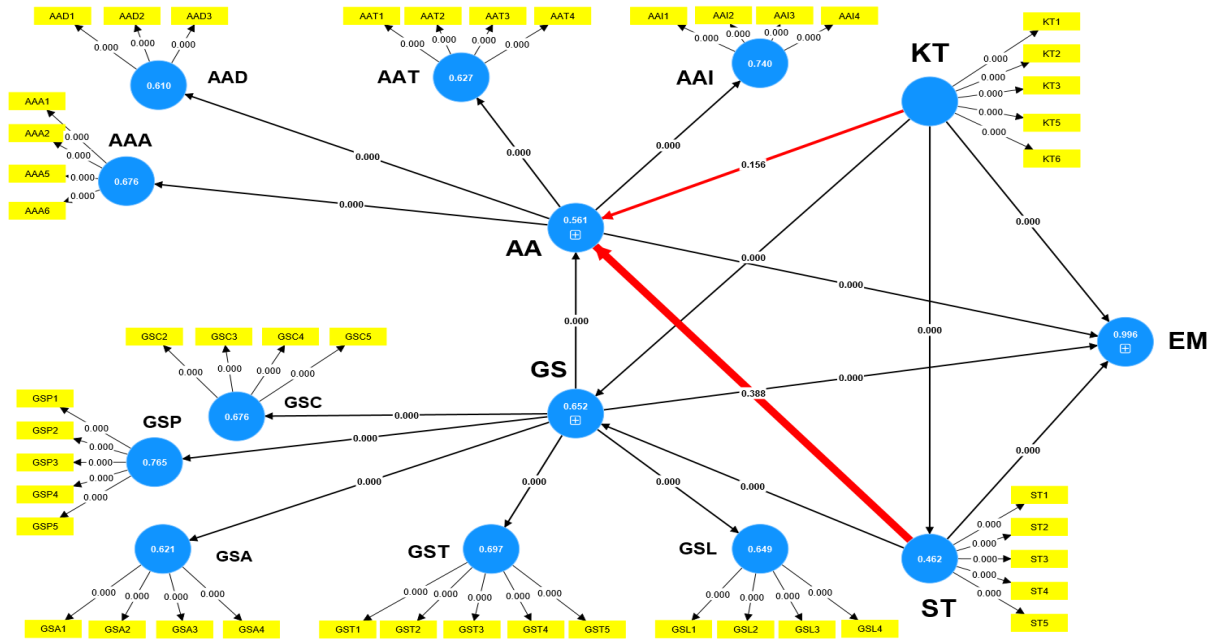 AAD1 AAD2 AAD3
0.000 0.000 0.000
0.610
AAD
AAT1 AAT2 AAT3 AAT4
0.000 0.000 0.000 0.000
0.627
AAT
AAI1 AAI2 AAI3 AAI4
0.000 0.000 0.000 0.000
0.740
AAI
KT
KT1
KT2
KT3
KT5
KT6
0.000
0.000
0.000
0.000
0.000
AAA1
AAA2
AAA5
AAA6
0.000
0.000
0.000
0.000
0.676
AAA
0.000
0.000
0.000
0.000
0.156
0.561
AA
0.000
0.000
0.000
0.000
0.000
0.996
EM
GSC2 GSC3 GSC4 GSC5
0.000 0.000 0.000 0.000
0.676
GSC
GS
0.652
0.000
0.388
0.000
0.000
GSP1
GSP2
GSP3
GSP4
GSP5
0.000
0.000
0.000
0.000
0.000
0.765
GSP
0.000
0.000
0.000
0.000
0.000
0.000
0.621
GSA
0.000 0.000 0.000 0.000
GSA1 GSA2 GSA3 GSA4
0.697
GST
0.000 0.000 0.000 0.000 0.000
GST1 GST2 GST3 GST4 GST5
0.649
GSL
0.000 0.000 0.000 0.000
GSL1 GSL2 GSL3 GSL4
0.462
ST
0.000
0.000
0.000
0.000
0.000
ST1
ST2
ST3
ST4
ST5